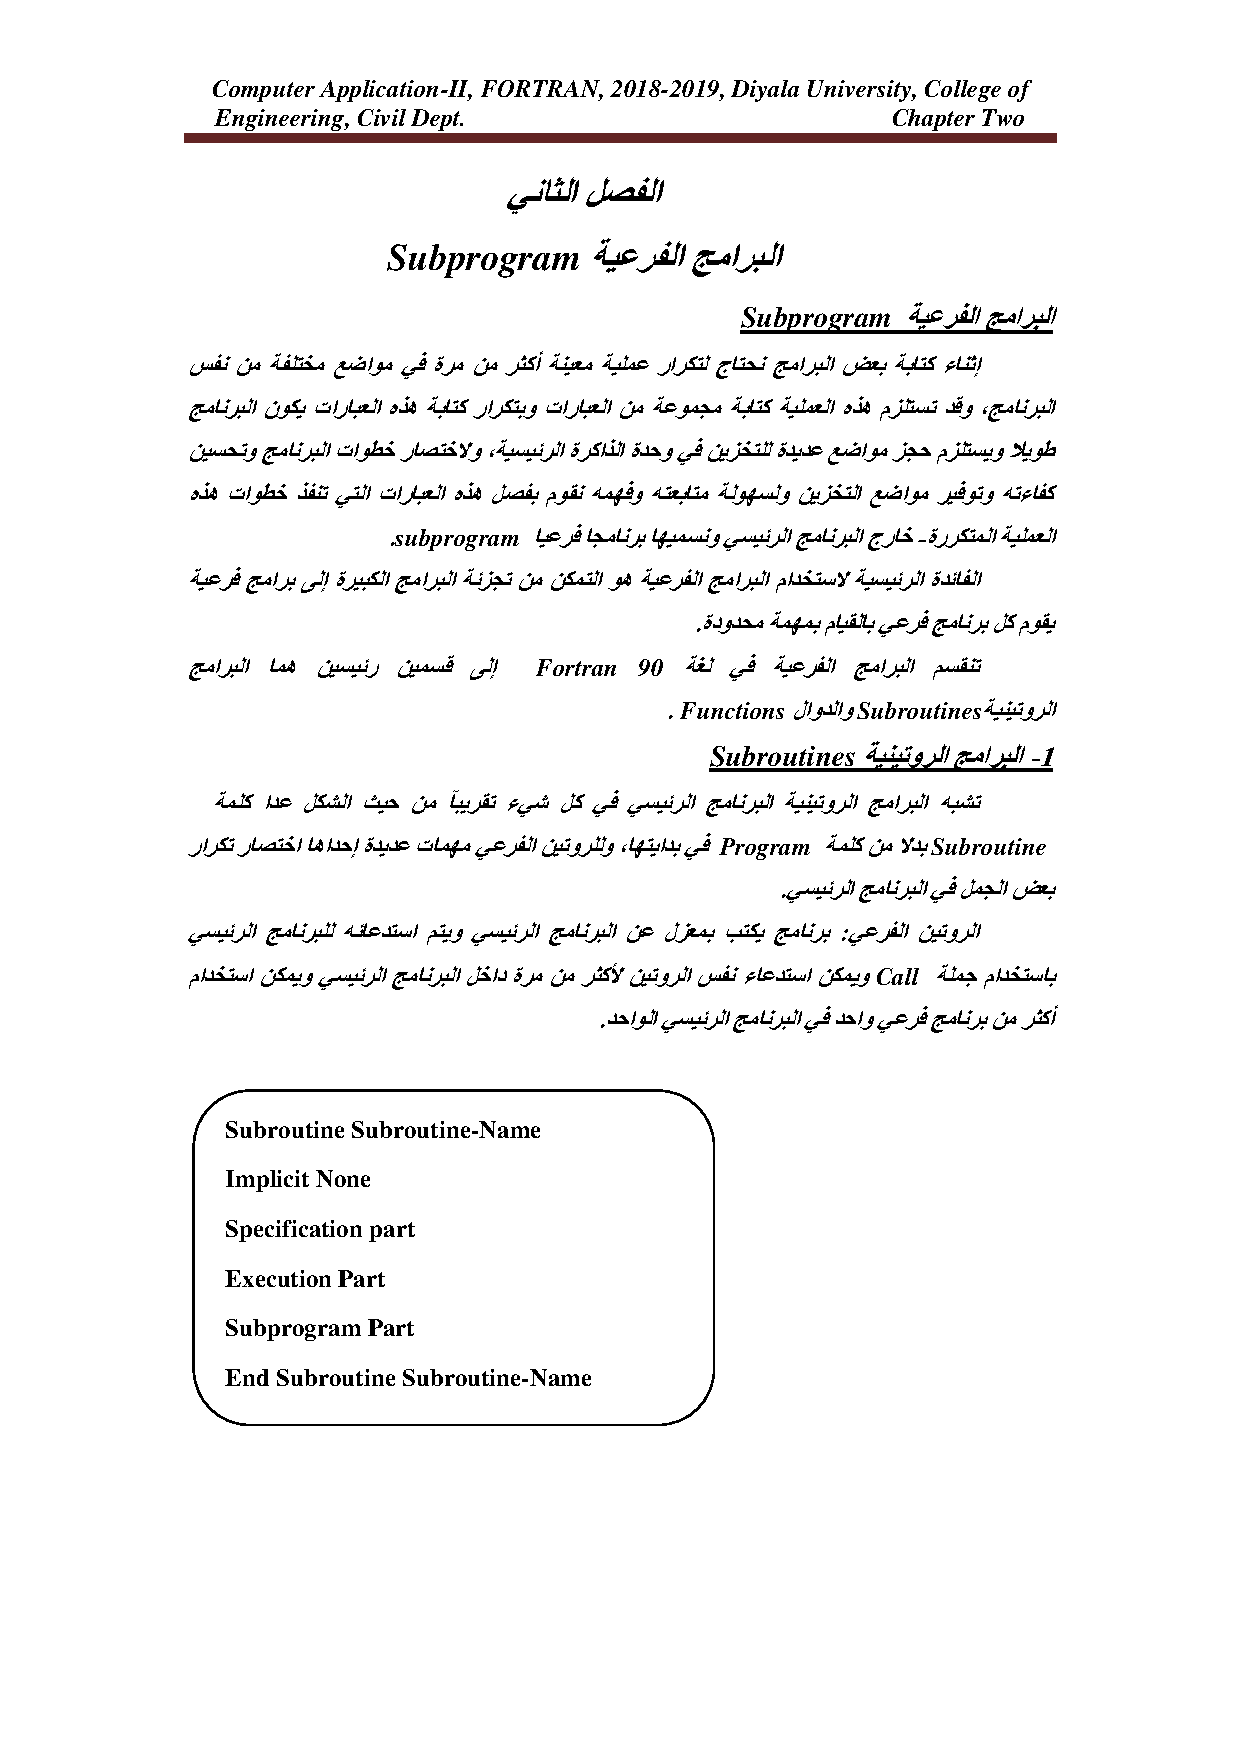 Computer Application-II, FORTRAN, 2018-2019, Diyala University, College of
Engineering, Civil Dept. Chapter Two
الفصل الثاني
البرامج الفرعية Subprogram
البرامج الفرعية Subprogram
إثناء كتابة بعض البرامج نحتاج لتكرار عملية معينة أكثر من مرة في مواضع مختلفة من نفس
البرنامج، وقد تستلزم هذه العملية كتابة مجموعة من العبارات وبتكرار كتابة هذه العبارات يكون البرنامج
طويلا ويستلزم حجز مواضع عديدة للتخزين في وحدة الذاكرة الرئيسية، ولاختصار خطوات البرنامج وتحسين
كفاءته وتوفير مواضع التخزين ولسهولة متابعته وفهمه نقوم بفصل هذه العبارات التي تنفذ خطوات هذه
العملية المتكررة - خارج البرنامج الرئيسي ونسميها برنامجا فرعيا subprogram.
الفائدة الرئيسية لاستخدام البرامج الفرعية هو التمكن من تجزئة البرامج الكبيرة إلى برامج فرعية
يقوم كل برنامج فرعي بالقيام بمهمة محدودة.
تنقسم البرامج الفرعية في لغة Fortran 90 إلى قسمين رئيسين هما البرامج
الروتينية Subroutines والدوال Functions .
1- البرامج الروتينية Subroutines
تشبه البرامج الروتينية البرنامج الرئيسي في كل شيء تقريبآ من حيث الشكل عدا كلمة
Subroutine بدلا من كلمة Program في بدايتها، وللروتين الفرعي مهمات عديدة إحداها اختصار تكرار
بعض الجمل في البرنامج الرئيسي.
الروتين الفرعي: برنامج يكتب بمعزل عن البرنامج الرئيسي ويتم استدعائه للبرنامج الرئيسي
باستخدام جملة Call ويمكن استدعاء نفس الروتين لأكثر من مرة داخل البرنامج الرئيسي ويمكن استخدام
أكثر من برنامج فرعي واحد في البرنامج الرئيسي الواحد.
Subroutine Subroutine-Name
Implicit None
Specification part
Execution Part
Subprogram Part
End Subroutine Subroutine-Name